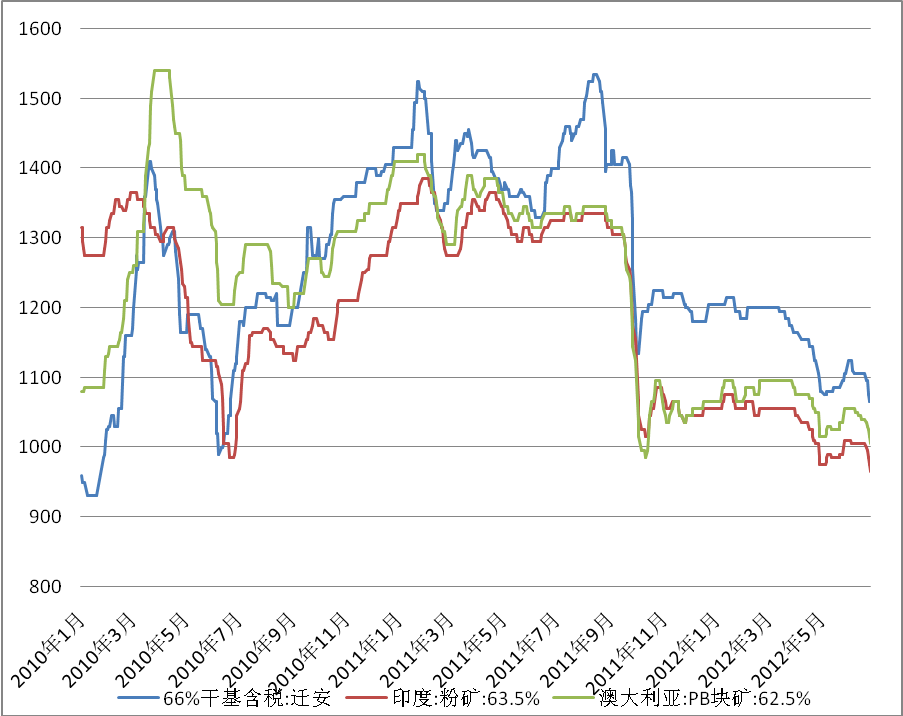 1600
1500
1400
1300
1200
1100
1000
900
800
2010年1月
2010年3月
2010年5月
2010年7月
2010年9月
2010年11月
2011年1月
2011年3月
2011年5月
2011年7月
2011年9月
2011年11月
2012年1月
2012年3月
2012年5月
66%干基含税:迁安 印度:粉矿:63.5% 澳大利亚:PB块矿:62.5%